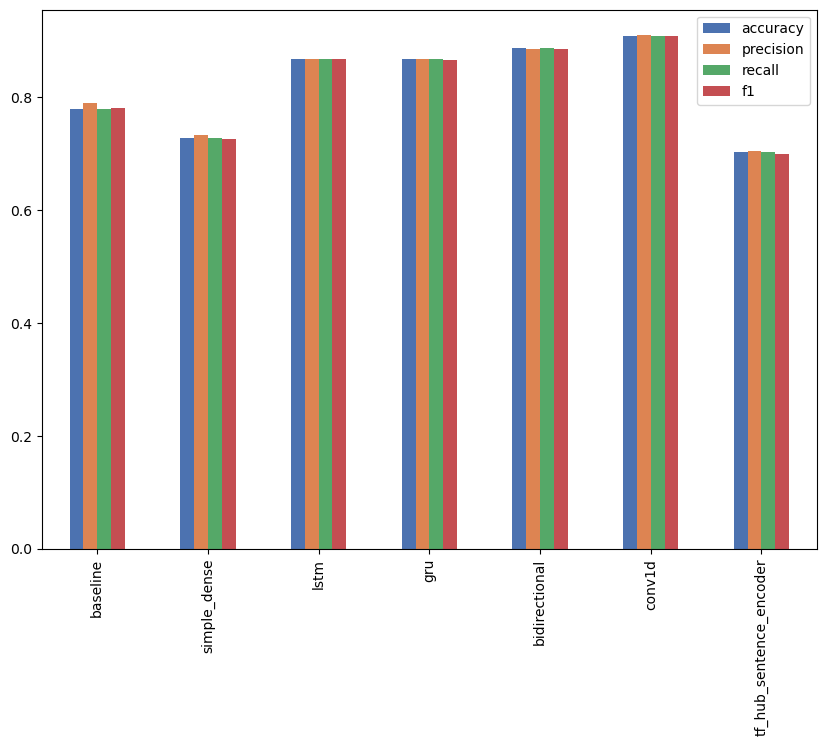 accuracy
precision
recall
f1
0.8
0.6
0.4
0.2
0.0
baseline
simple_dense
lstm
gru
bidirectional
conv1d
tf_hub_sentence_encoder